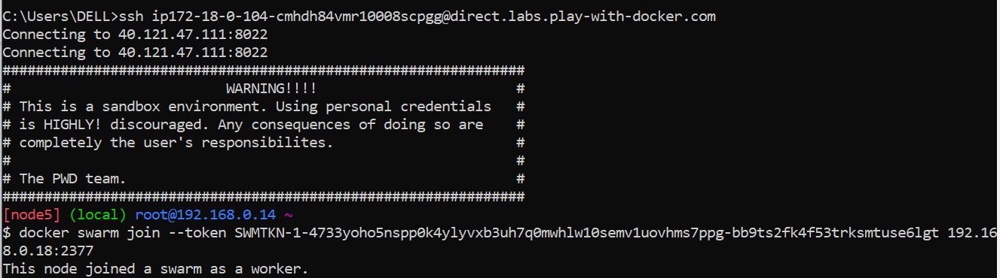 C:\Users\DELL>ssh ip172-18-0-104-cmhdh84vmr10008scpgg@direct.labs.play-with-docker.com
Connecting to 40.121.47.111:8022
Connecting to 40.121.47.111:8022
###############################################################
#                          WARNING!!!!                        #
# This is a sandbox environment. Using personal credentials   #
# is HIGHLY! discouraged. Any consequences of doing so are    #
# completely the user's responsibilites.                      #
#                                                             #
# The PWD team.                                               #
###############################################################
[node5] (local) root@192.168.0.14 ~
$ docker swarm join --token SWMTKN-1-4733yoho5nspp0k4ylyvxb3uh7q0mwhlw10semv1uovhms7ppg-bb9ts2fk4f53trksmtuse6lgt 192.16
8.0.18:2377
This node joined a swarm as a worker.